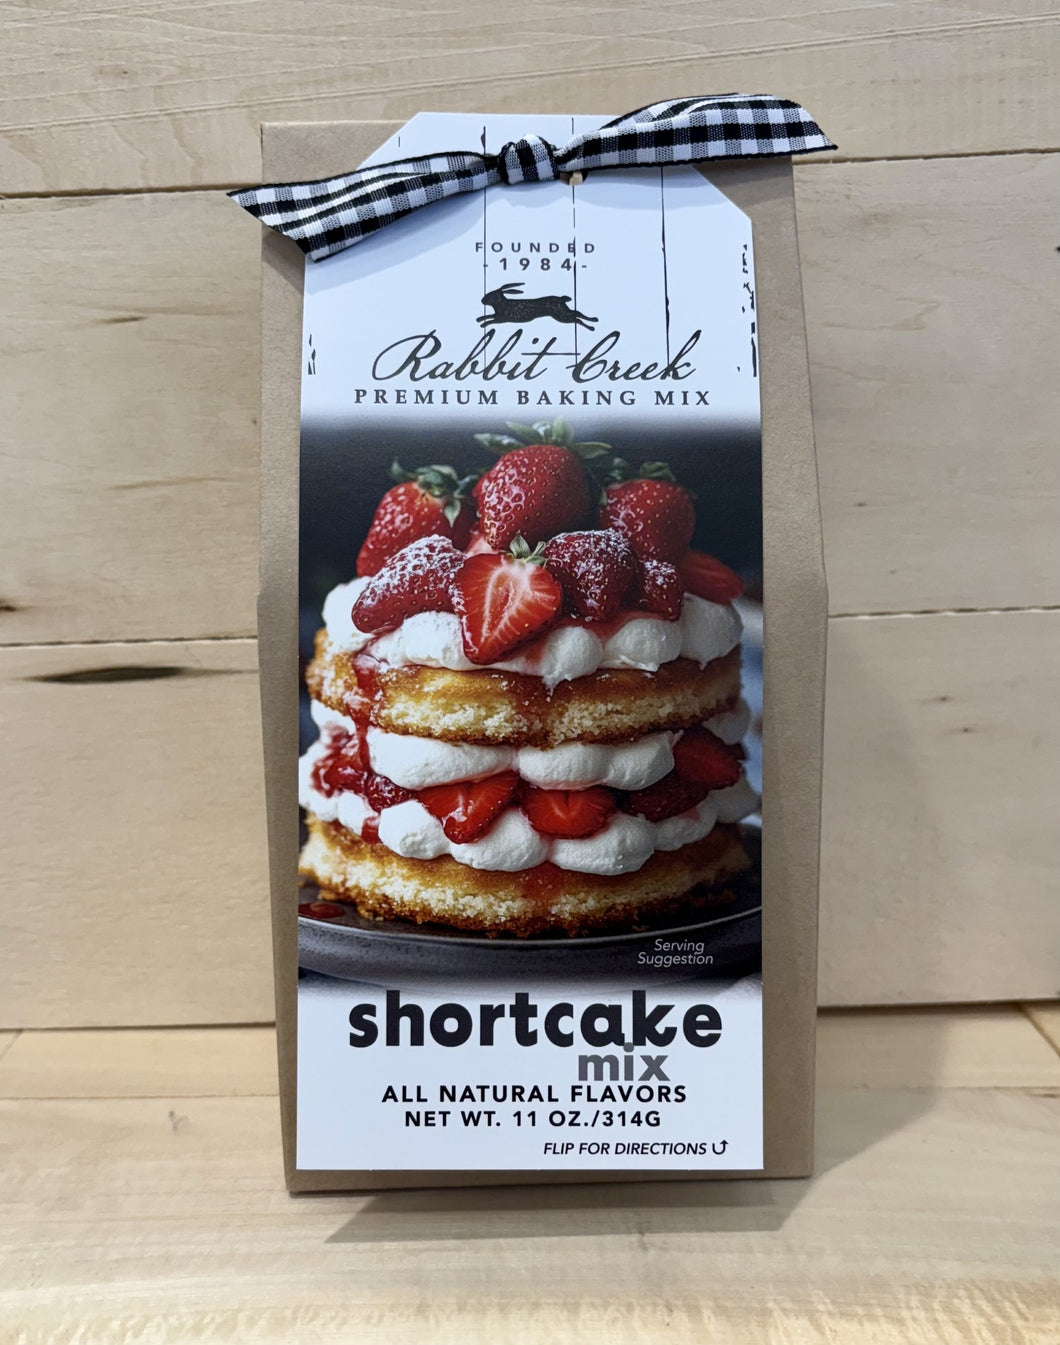 FOUNDED
-1984-
Rabbit Creek
PREMIUM BAKING MIX
Serving
Suggestion
shortcake
mix
ALL NATURAL FLAVORS
NET WT. 11 OZ./314G
FLIP FOR DIRECTIONS